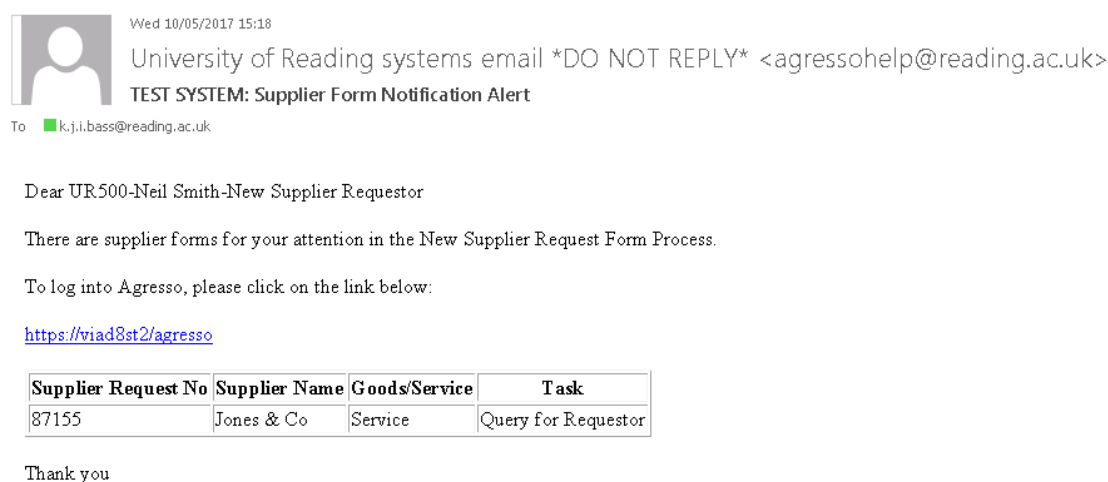 Wed 10/05/2017 15:18
University of Reading systems email *DO NOT REPLY* <agressohelp@reading.ac.uk>
TEST SYSTEM: Supplier Form Notification Alert
To k.j.i.bass@reading.ac.uk
Dear UR500-Neil Smith-New Supplier Requestor
There are supplier forms for your attention in the New Supplier Request Form Process.
To log into Agresso, please click on the link below:
https://viad8st2/agresso
Supplier Request No Supplier Name Goods/Service Task
87155 Jones & Co Service Query for Requestor
Thank you